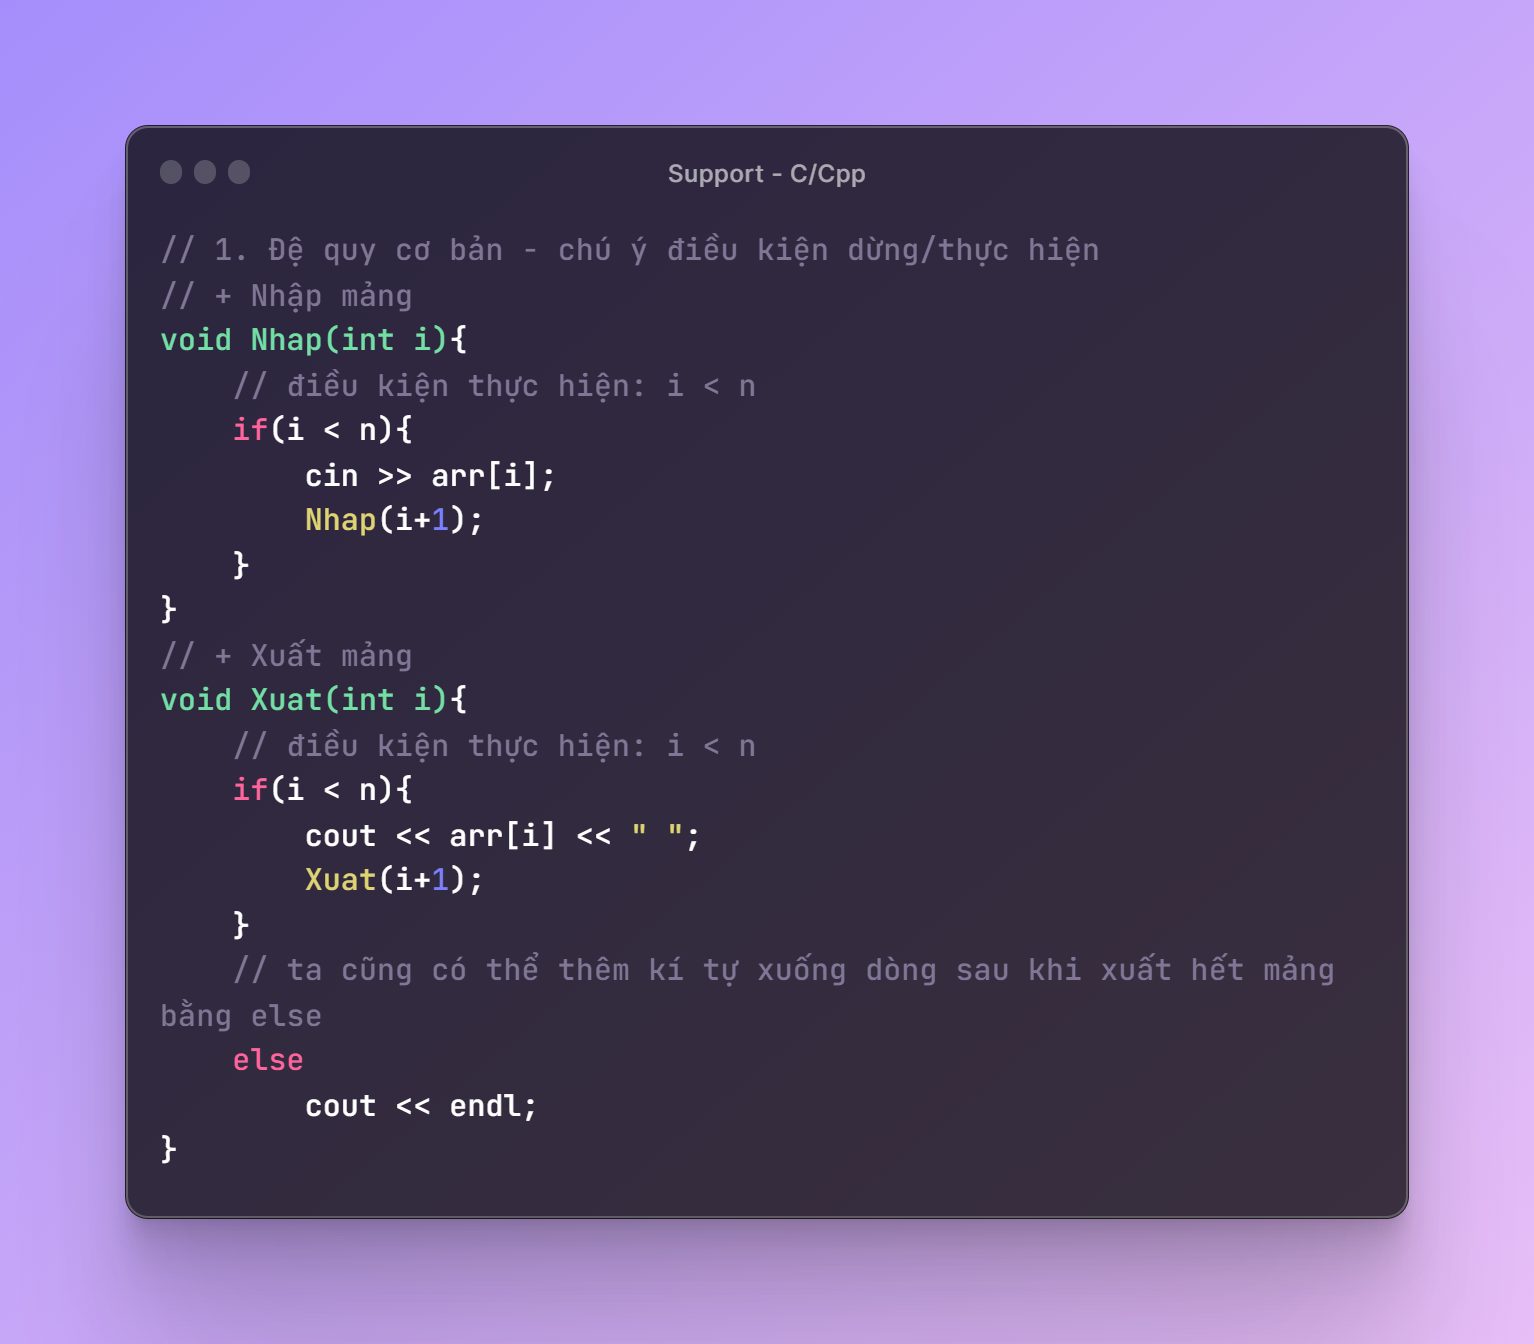 Support - C/Cpp
// 1. Đệ quy cơ bản - chú ý điều kiện dừng/thực hiện
// + Nhập mảng
void Nhap(int i){
    // điều kiện thực hiện: i < n
    if(i < n){
        cin >> arr[i];
        Nhap(i+1);
    }
}
// + Xuất mảng
void Xuat(int i){
    // điều kiện thực hiện: i < n
    if(i < n){
        cout << arr[i] << " ";
        Xuat(i+1);
    }
    // ta cũng có thể thêm kí tự xuống dòng sau khi xuất hết mảng
bằng else
    else
        cout << endl;
}